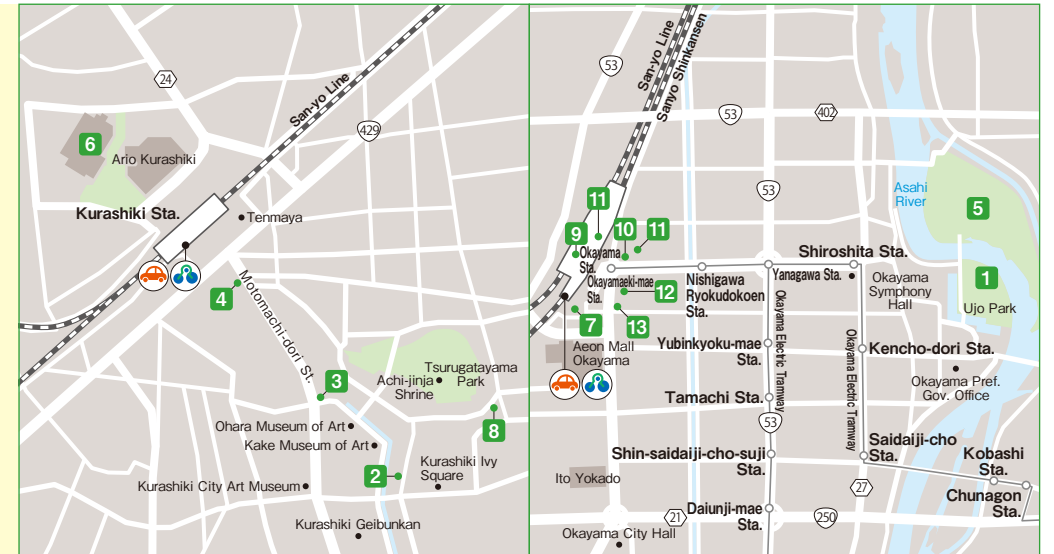 24
San-yo Line
429
6
Ario Kurashiki
Kurashiki Sta.
Tenmaya
4
Motomachi-dori St.
3
Tsurugatayama
Park
Achi-jinja
Shrine
8
Ohara Museum of Art
Kake Museum of Art
2
Kurashiki Ivy
Square
Kurashiki City Art Museum
Kurashiki Geibunkan
53
San-yo Line
Sanyo Shinkansen
53
402
53
Asahi
River
5
11
9
10
11
Okayama
Sta.
Okayamaeki-mae
Sta.
12
7
13
Nishigawa
Ryokudokoen
Sta.
Shiroshita Sta.
Yanagawa Sta.
Okayama
Symphony
Hall
1
Ujo Park
Aeon Mall
Okayama
Yubinkyoku-mae
Sta.
Okayama Electric Tramway
Okayama Electric Tramway
Kencho-dori Sta.
Okayama Pref.
Gov. Office
Tamachi Sta.
53
Shin-saidaiji-cho-suji
Sta.
Saidaiji-cho
Sta.
Kobashi
Sta.
Chunagon
Sta.
Ito Yokado
27
21
Daiunji-mae
Sta.
250
Okayama City Hall